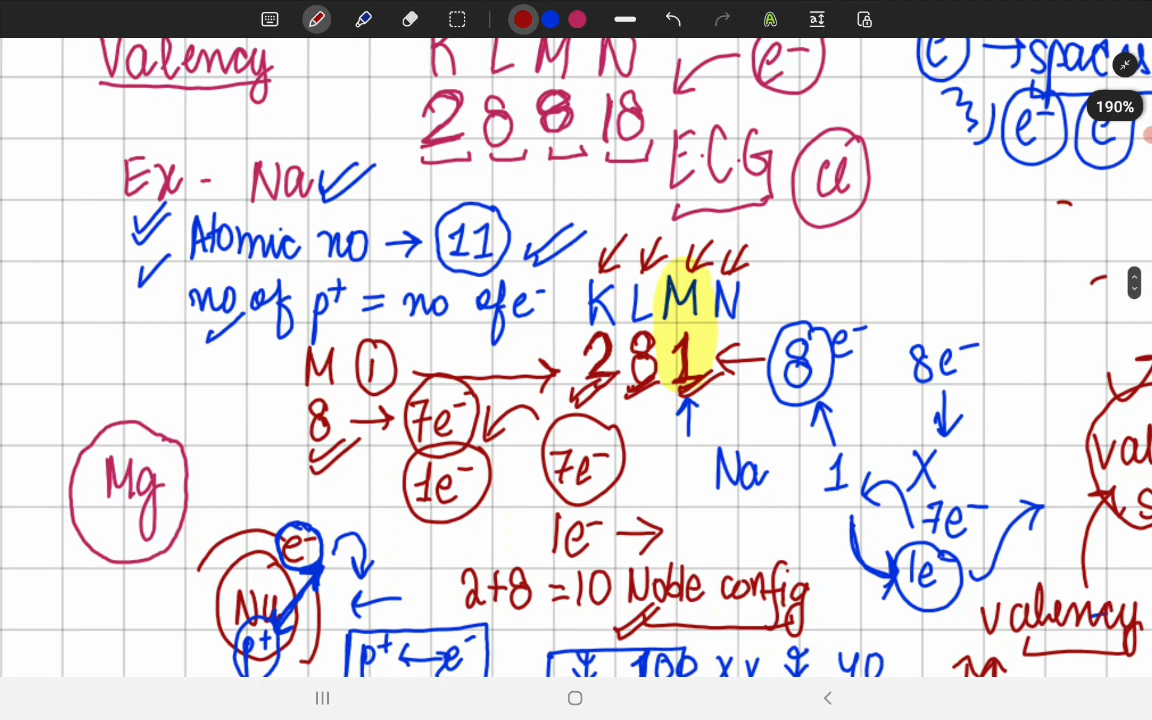 190%
Valency K L M N e⁻ e → space
2 8 8 18 e⁻ e
Ex - Na E.C.G Cl
Atomic no → 11
no of p⁺ = no of e⁻ K L M N
M 1 → 2 8 1 ← 8 e⁻ 8e⁻
8 → 7e⁻ 7e⁻ Na 1 X
Mg 1e⁻ 7e⁻
1e⁻ → 1e⁻
e⁻ 2+8 = 10 Noble config
Nu valency
p⁺ p⁺ ↔ e⁻